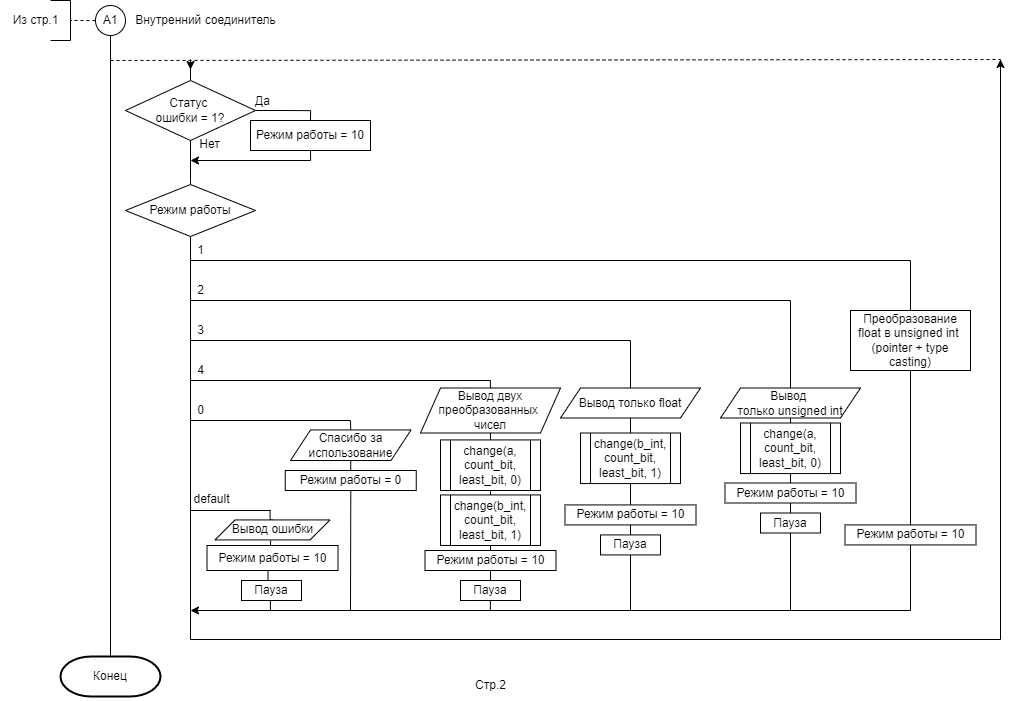 Из стр.1
A1
Внутренний соединитель
Статус
ошибки = 1?
Да
Режим работы = 10
Нет
Режим работы
1
2
3
4
0
default
Преобразование
float в unsigned int
(pointer + type
casting)
Режим работы = 10
Вывод
только unsigned int
change(a,
count_bit,
least_bit, 0)
Режим работы = 10
Пауза
Вывод только float
change(b_int,
count_bit,
least_bit, 1)
Режим работы = 10
Пауза
Вывод двух
преобразованных
чисел
change(a,
count_bit,
least_bit, 0)
change(b_int,
count_bit,
least_bit, 1)
Режим работы = 10
Пауза
Спасибо за
использование
Режим работы = 0
Вывод ошибки
Режим работы = 10
Пауза
Конец
Стр.2